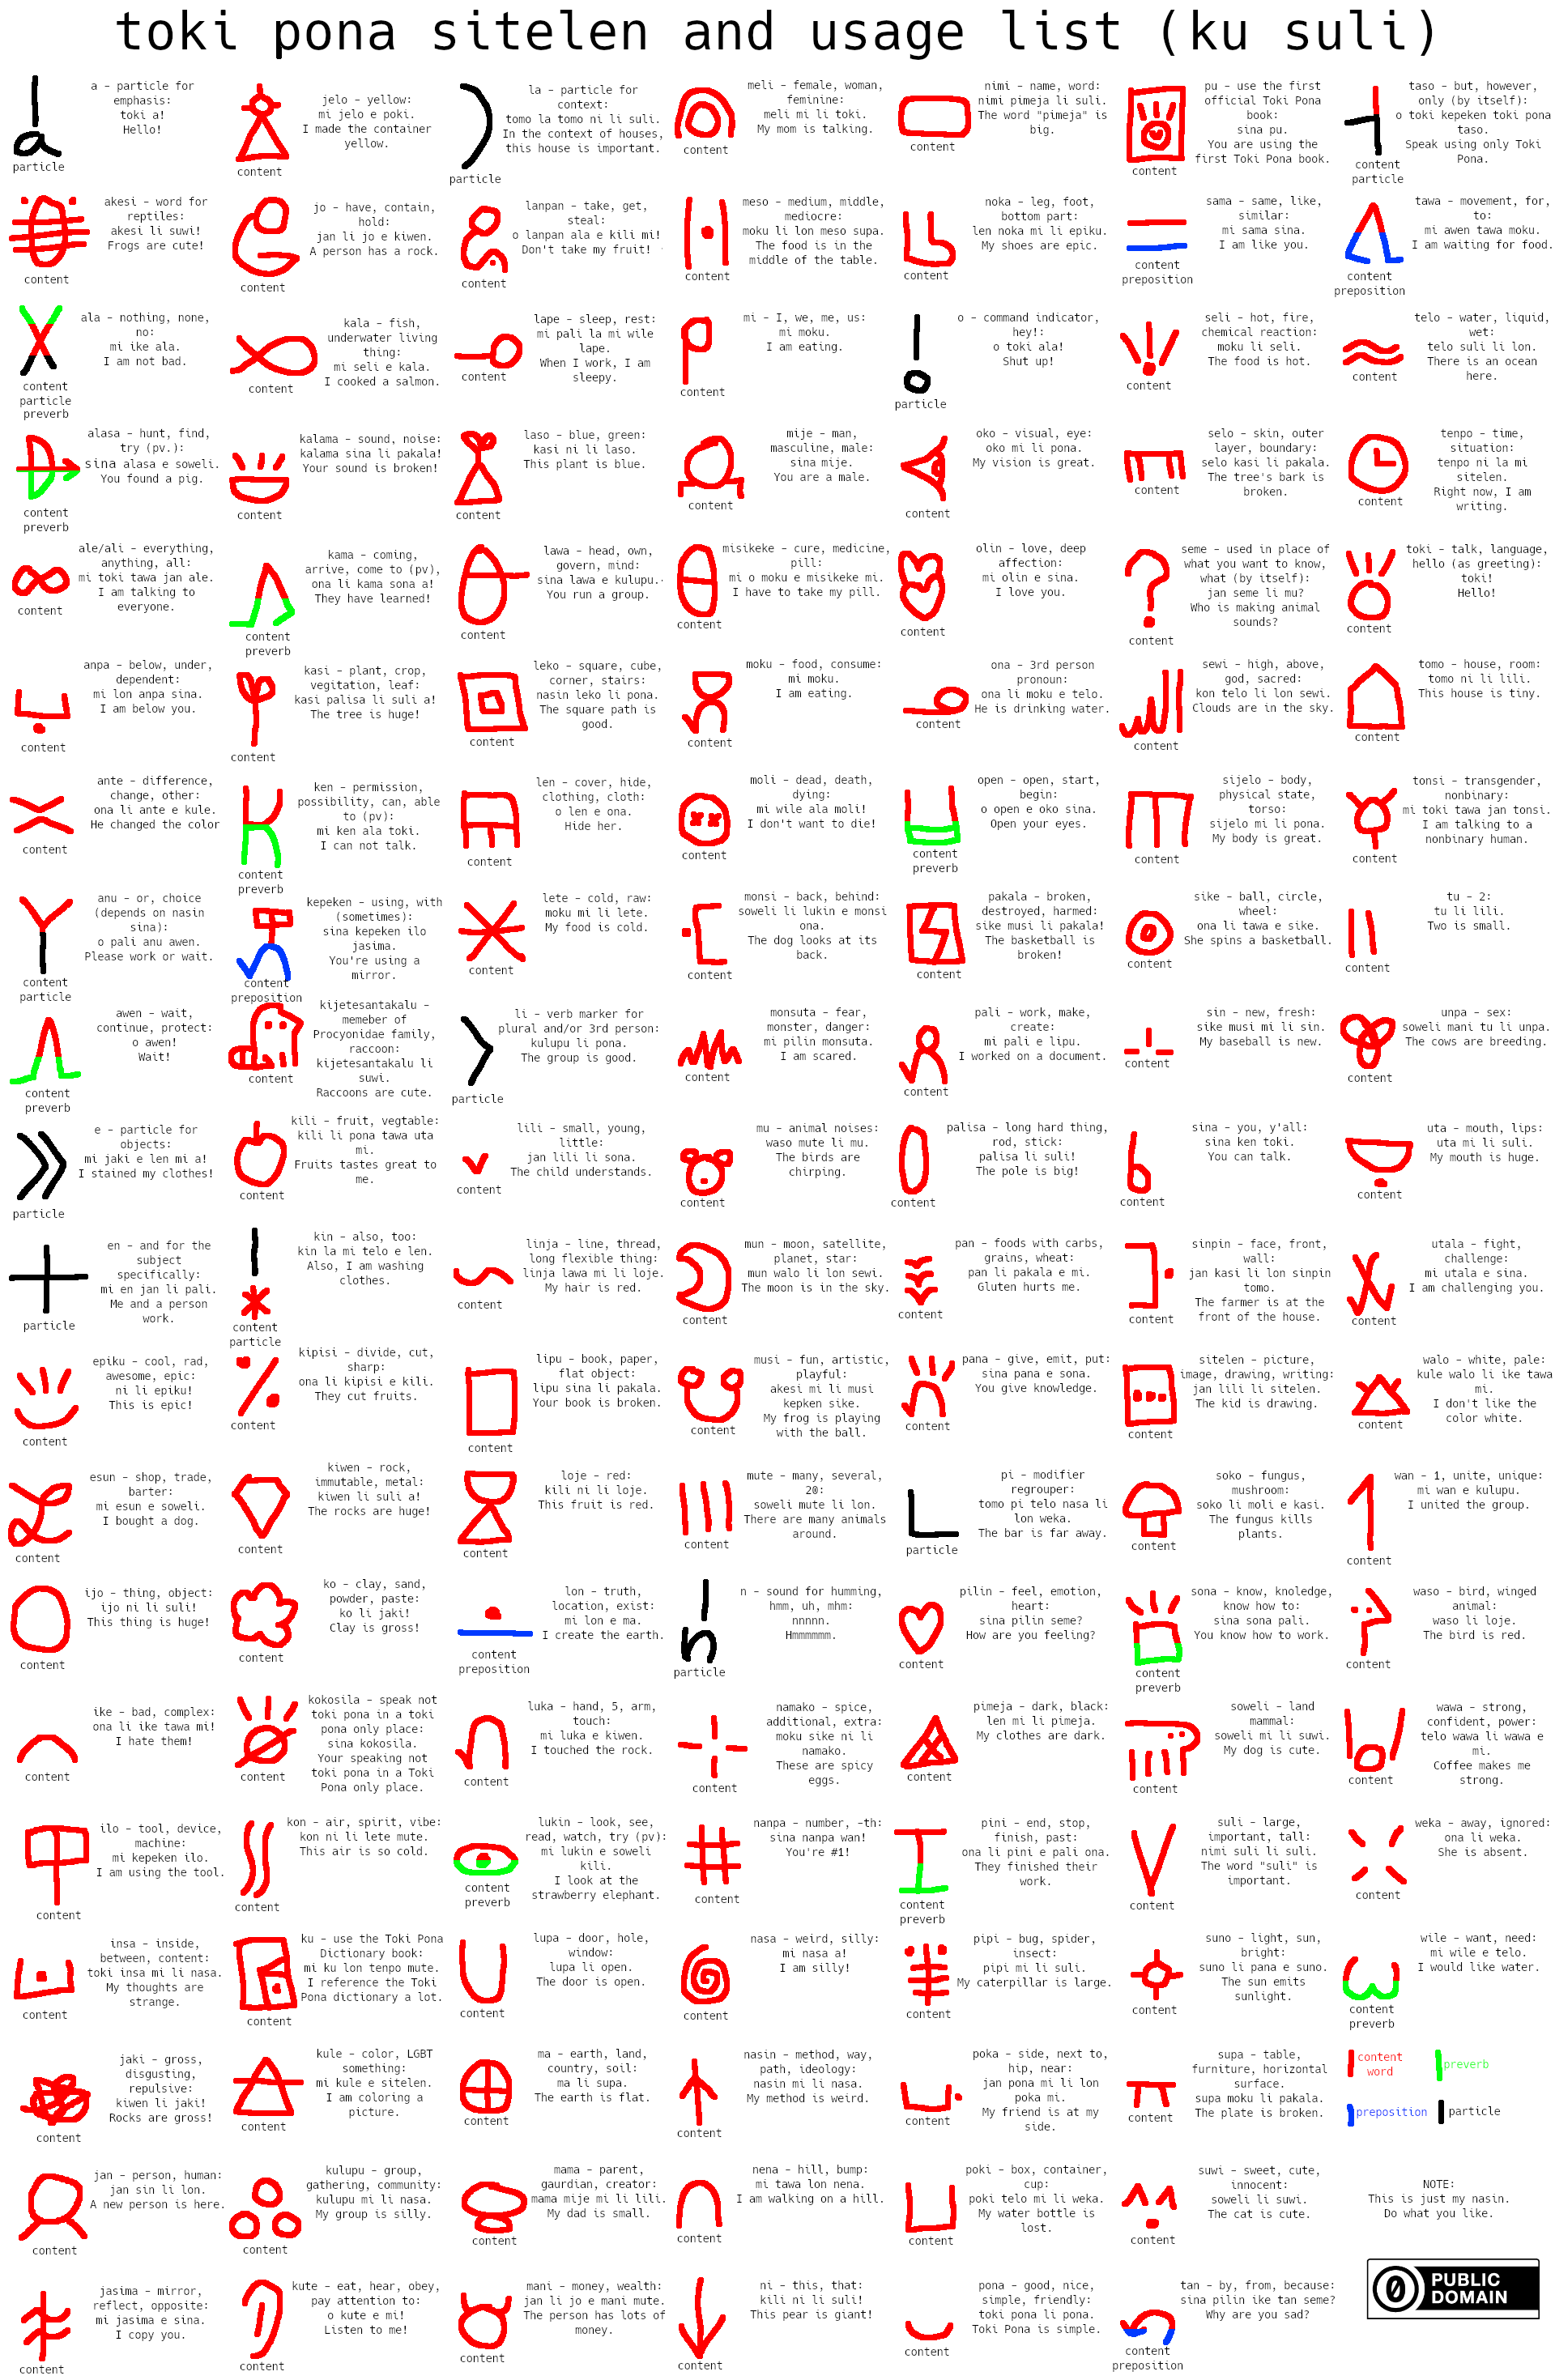 toki pona sitelen and usage list (ku suli)
a - particle for
emphasis:
toki a!
Hello!
particle
akesi - word for
reptiles:
akesi li suwi!
Frogs are cute!
content
ala - nothing, none,
no:
mi ike ala.
I am not bad.
content
particle
preverb
alasa - hunt, find,
try (pv.):
sina alasa e soweli.
You found a pig.
content
preverb
ale/ali - everything,
anything, all:
mi toki tawa jan ale.
I am talking to
everyone.
content
anpa - below, under,
dependent:
mi lon anpa sina.
I am below you.
content
ante - difference,
change, other:
ona li ante e kule.
He changed the color
content
anu - or, choice
(depends on nasin
sina):
o pali anu awen.
Please work or wait.
content
particle
awen - wait,
continue, protect:
o awen!
Wait!
content
preverb
e - particle for
objects:
mi jaki e len mi a!
I stained my clothes!
particle
en - and for the
subject
specifically:
mi en jan li pali.
Me and a person
work.
particle
epiku - cool, rad,
awesome, epic:
ni li epiku!
This is epic!
content
esun - shop, trade,
barter:
mi esun e soweli.
I bought a dog.
content
ijo - thing, object:
ijo ni li suli!
This thing is huge!
content
ike - bad, complex:
ona li ike tawa mi!
I hate them!
content
ilo - tool, device,
machine:
mi kepeken ilo.
I am using the tool.
content
insa - inside,
between, content:
toki insa mi li nasa.
My thoughts are
strange.
content
jaki - gross,
disgusting,
repulsive:
kiwen li jaki!
Rocks are gross!
content
jan - person, human:
jan sin li lon.
A new person is here.
content
jasima - mirror,
reflect, opposite:
mi jasima e sina.
I copy you.
content
jelo - yellow:
mi jelo e poki.
I made the container
yellow.
content
jo - have, contain,
hold:
jan li jo e kiwen.
A person has a rock.
content
kala - fish,
underwater living
thing:
mi seli e kala.
I cooked a salmon.
content
kalama - sound, noise:
kalama sina li pakala!
Your sound is broken!
content
kama - coming,
arrive, come to (pv),
ona li kama sona a!
They have learned!
content
preverb
kasi - plant, crop,
vegitation, leaf:
kasi palisa li suli a!
The tree is huge!
content
ken - permission,
possibility, can, able
to (pv):
mi ken ala toki.
I can not talk.
content
preverb
kepeken - using, with
(sometimes):
sina kepeken ilo
jasima.
You're using a
mirror.
content
preposition
kijetesantakalu -
memeber of
Procyonidae family,
raccoon:
kijetesantakalu li
suwi.
Raccoons are cute.
content
kili - fruit, vegtable:
kili li pona tawa uta
mi.
Fruits tastes great to
me.
content
kin - also, too:
kin la mi telo e len.
Also, I am washing
clothes.
content
particle
kipisi - divide, cut,
sharp:
ona li kipisi e kili.
They cut fruits.
content
kiwen - rock,
immutable, metal:
kiwen li suli a!
The rocks are huge!
content
ko - clay, sand,
powder, paste:
ko li jaki!
Clay is gross!
content
kokosila - speak not
toki pona in a toki
pona only place:
sina kokosila.
Your speaking not
toki pona in a Toki
Pona only place.
content
kon - air, spirit, vibe:
kon ni li lete mute.
This air is so cold.
content
ku - use the Toki Pona
Dictionary book:
mi ku lon tenpo mute.
I reference the Toki
Pona dictionary a lot.
content
kule - color, LGBT
something:
mi kule e sitelen.
I am coloring a
picture.
content
kulupu - group,
gathering, community:
kulupu mi li nasa.
My group is silly.
content
kute - eat, hear, obey,
pay attention to:
o kute e mi!
Listen to me!
content
la - particle for
context:
tomo la tomo ni li suli.
In the context of houses,
this house is important.
particle
lanpan - take, get,
steal:
o lanpan ala e kili mi!
Don't take my fruit!
content
lape - sleep, rest:
mi pali la mi wile
lape.
When I work, I am
sleepy.
content
laso - blue, green:
kasi ni li laso.
This plant is blue.
content
lawa - head, own,
govern, mind:
sina lawa e kulupu.
You run a group.
content
leko - square, cube,
corner, stairs:
nasin leko li pona.
The square path is
good.
content
len - cover, hide,
clothing, cloth:
o len e ona.
Hide her.
content
lete - cold, raw:
moku mi li lete.
My food is cold.
content
li - verb marker for
plural and/or 3rd person:
kulupu li pona.
The group is good.
particle
lili - small, young,
little:
jan lili li sona.
The child understands.
content
linja - line, thread,
long flexible thing:
linja lawa mi li loje.
My hair is red.
content
lipu - book, paper,
flat object:
lipu sina li pakala.
Your book is broken.
content
loje - red:
kili ni li loje.
This fruit is red.
content
lon - truth,
location, exist:
mi lon e ma.
I create the earth.
content
preposition
luka - hand, 5, arm,
touch:
mi luka e kiwen.
I touched the rock.
content
lukin - look, see,
read, watch, try (pv):
mi lukin e soweli
kili.
I look at the
strawberry elephant.
content
preverb
lupa - door, hole,
window:
lupa li open.
The door is open.
content
ma - earth, land,
country, soil:
ma li supa.
The earth is flat.
content
mama - parent,
gaurdian, creator:
mama mije mi li lili.
My dad is small.
content
mani - money, wealth:
jan li jo e mani mute.
The person has lots of
money.
content
meli - female, woman,
feminine:
meli mi li toki.
My mom is talking.
content
meso - medium, middle,
mediocre:
moku li lon meso supa.
The food is in the
middle of the table.
content
mi - I, we, me, us:
mi moku.
I am eating.
content
mije - man,
masculine, male:
sina mije.
You are a male.
content
misikeke - cure, medicine,
pill:
mi o moku e misikeke mi.
I have to take my pill.
content
moku - food, consume:
mi moku.
I am eating.
content
moli - dead, death,
dying:
mi wile ala moli!
I don't want to die!
content
monsi - back, behind:
soweli li lukin e monsi
ona.
The dog looks at its
back.
content
monsuta - fear,
monster, danger:
mi pilin monsuta.
I am scared.
content
mu - animal noises:
waso mute li mu.
The birds are
chirping.
content
mun - moon, satellite,
planet, star:
mun walo li lon sewi.
The moon is in the sky.
content
musi - fun, artistic,
playful:
akesi mi li musi
kepken sike.
My frog is playing
with the ball.
content
mute - many, several,
20:
soweli mute li lon.
There are many animals
around.
content
n - sound for humming,
hmm, uh, mhm:
nnnnn.
Hmmmmmm.
particle
namako - spice,
additional, extra:
moku sike ni li
namako.
These are spicy
eggs.
content
nanpa - number, -th:
sina nanpa wan!
You're #1!
content
nasa - weird, silly:
mi nasa a!
I am silly!
content
nasin - method, way,
path, ideology:
nasin mi li nasa.
My method is weird.
content
nena - hill, bump:
mi tawa lon nena.
I am walking on a hill.
content
ni - this, that:
kili ni li suli!
This pear is giant!
content
nimi - name, word:
nimi pimeja li suli.
The word "pimeja" is
big.
content
noka - leg, foot,
bottom part:
len noka mi li epiku.
My shoes are epic.
content
o - command indicator,
hey!:
o toki ala!
Shut up!
particle
oko - visual, eye:
oko mi li pona.
My vision is great.
content
olin - love, deep
affection:
mi olin e sina.
I love you.
content
ona - 3rd person
pronoun:
ona li moku e telo.
He is drinking water.
content
open - open, start,
begin:
o open e oko sina.
Open your eyes.
content
preverb
pakala - broken,
destroyed, harmed:
sike musi mi li pakala!
The basketball is
broken!
content
pali - work, make,
create:
mi pali e lipu.
I worked on a document.
content
palisa - long hard thing,
rod, stick:
palisa li suli!
The pole is big!
content
pan - foods with carbs,
grains, wheat:
pan li pakala e mi.
Gluten hurts me.
content
pana - give, emit, put:
sina pana e sona.
You give knowledge.
content
pi - modifier
regrouper:
tomo pi telo nasa li
lon weka.
The bar is far away.
particle
pilin - feel, emotion,
heart:
sina pilin seme?
How are you feeling?
content
pimeja - dark, black:
len mi li pimeja.
My clothes are dark.
content
pini - end, stop,
finish, past:
ona li pini e pali ona.
They finished their
work.
content
preverb
pipi - bug, spider,
insect:
pipi mi li suli.
My caterpillar is large.
content
poka - side, next to,
hip, near:
jan pona mi li lon
poka mi.
My friend is at my
side.
content
poki - box, container,
cup:
poki telo mi li weka.
My water bottle is
lost.
content
pona - good, nice,
simple, friendly:
toki pona li pona.
Toki Pona is simple.
content
pu - use the first
official Toki Pona
book:
sina pu.
You are using the
first Toki Pona book.
content
sama - same, like,
similar:
mi sama sina.
I am like you.
content
preposition
seli - hot, fire,
chemical reaction:
moku li seli.
The food is hot.
content
selo - skin, outer
layer, boundary:
selo kasi li pakala.
The tree's bark is
broken.
content
seme - used in place of
what you want to know,
what (by itself):
jan seme li mu?
Who is making animal
sounds?
content
sewi - high, above,
god, sacred:
kon telo li lon sewi.
Clouds are in the sky.
content
sijelo - body,
physical state,
torso:
sijelo mi li pona.
My body is great.
content
sike - ball, circle,
wheel:
ona li tawa e sike.
She spins a basketball.
content
sin - new, fresh:
sike musi mi li sin.
My baseball is new.
content
sina - you, y'all:
sina ken toki.
You can talk.
content
sinpin - face, front,
wall:
jan kasi li lon sinpin
tomo.
The farmer is at the
front of the house.
content
sitelen - picture,
image, drawing, writing:
jan lili li sitelen.
The kid is drawing.
content
soko - fungus,
mushroom:
soko li moli e kasi.
The fungus kills
plants.
content
sona - know, knoledge,
know how to:
sina sona pali.
You know how to work.
content
preverb
soweli - land
mammal:
soweli mi li suwi.
My dog is cute.
content
suli - large,
important, tall:
nimi suli li suli.
The word "suli" is
important.
content
suno - light, sun,
bright:
suno li pana e suno.
The sun emits
sunlight.
content
supa - table,
furniture, horizontal
surface.
supa moku li pakala.
The plate is broken.
content
suwi - sweet, cute,
innocent:
soweli li suwi.
The cat is cute.
content
tan - by, from, because:
sina pilin ike tan seme?
Why are you sad?
content
preposition
taso - but, however,
only (by itself):
o toki kepeken toki pona
taso.
Speak using only Toki
Pona.
content
particle
tawa - movement, for,
to:
mi awen tawa moku.
I am waiting for food.
content
preposition
telo - water, liquid,
wet:
telo suli li lon.
There is an ocean
here.
content
tenpo - time,
situation:
tenpo ni la mi
sitelen.
Right now, I am
writing.
content
toki - talk, language,
hello (as greeting):
toki!
Hello!
content
tomo - house, room:
tomo ni li lili.
This house is tiny.
content
tonsi - transgender,
nonbinary:
mi toki tawa jan tonsi.
I am talking to a
nonbinary human.
content
tu - 2:
tu li lili.
Two is small.
content
unpa - sex:
soweli mani tu li unpa.
The cows are breeding.
content
uta - mouth, lips:
uta mi li suli.
My mouth is huge.
content
utala - fight,
challenge:
mi utala e sina.
I am challenging you.
content
walo - white, pale:
kule walo li ike tawa
mi.
I don't like the
color white.
content
wan - 1, unite, unique:
mi wan e kulupu.
I united the group.
content
waso - bird, winged
animal:
waso li loje.
The bird is red.
content
wawa - strong,
confident, power:
telo wawa li wawa e
mi.
Coffee makes me
strong.
content
weka - away, ignored:
ona li weka.
She is absent.
content
wile - want, need:
mi wile e telo.
I would like water.
content
preverb
content
word
preverb
preposition
particle
NOTE:
This is just my nasin.
Do what you like.
PUBLIC
DOMAIN